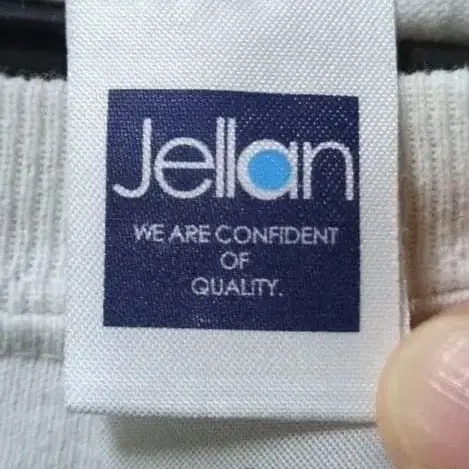 Jellan
WE ARE CONFIDENT
OF
QUALITY.